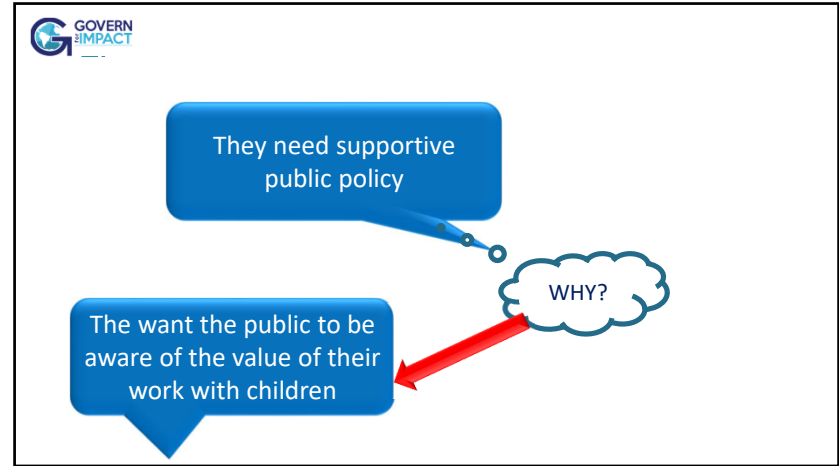 GOVERN
for IMPACT
They need supportive
public policy
WHY?
The want the public to be
aware of the value of their
work with children